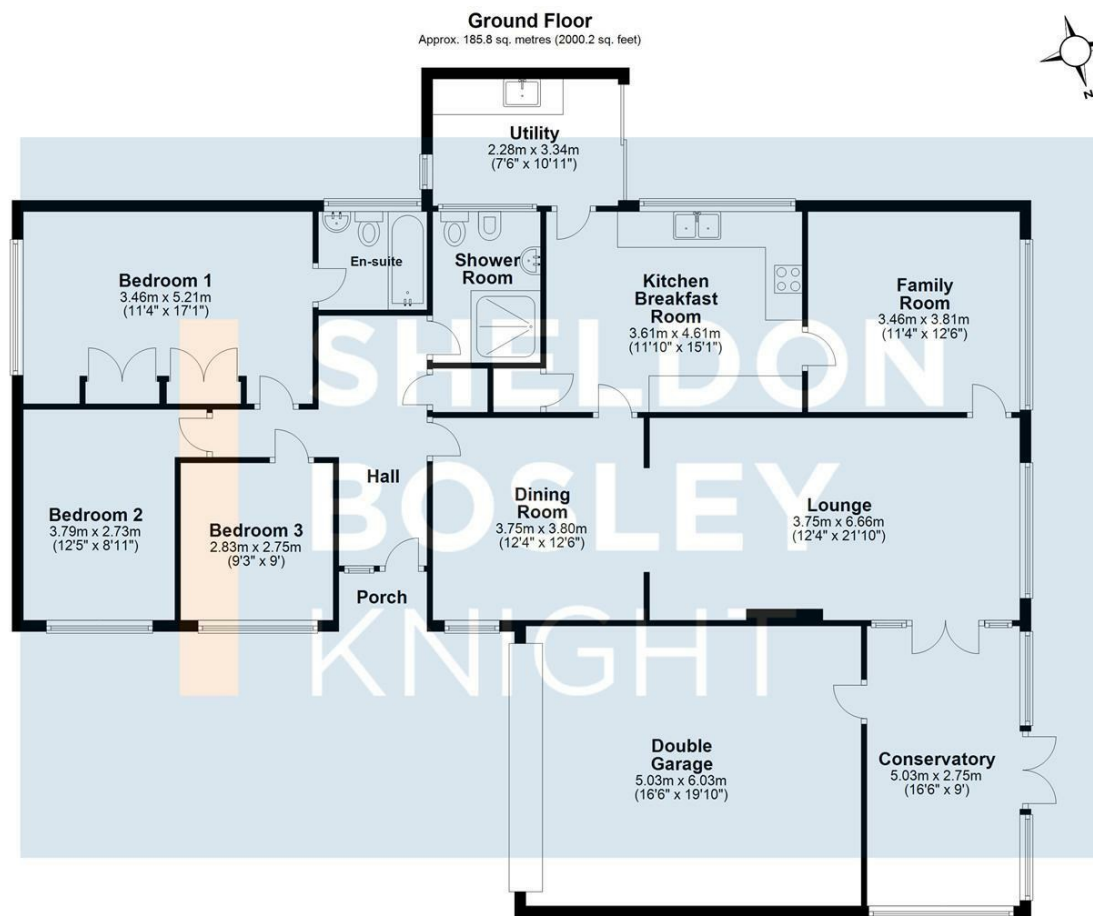 Ground Floor
Approx. 185.8 sq. metres (2000.2 sq. feet)
N
Utility
2.28m x 3.34m
(7'6" x 10'11")
Bedroom 1
3.46m x 5.21m
(11'4" x 17'1")
En-suite
Shower
Room
Kitchen
Breakfast
Room
3.61m x 4.61m
(11'10" x 15'1")
Family
Room
3.46m x 3.81m
(11'4" x 12'6")
Bedroom 2
3.79m x 2.73m
(12'5" x 8'11")
Bedroom 3
2.83m x 2.75m
(9'3" x 9')
Hall
Porch
Dining
Room
3.75m x 3.80m
(12'4" x 12'6")
Lounge
3.75m x 6.66m
(12'4" x 21'10")
Double
Garage
5.03m x 6.03m
(16'6" x 19'10")
Conservatory
5.03m x 2.75m
(16'6" x 9')
SHELDON
BOSLEY
KNIGHT